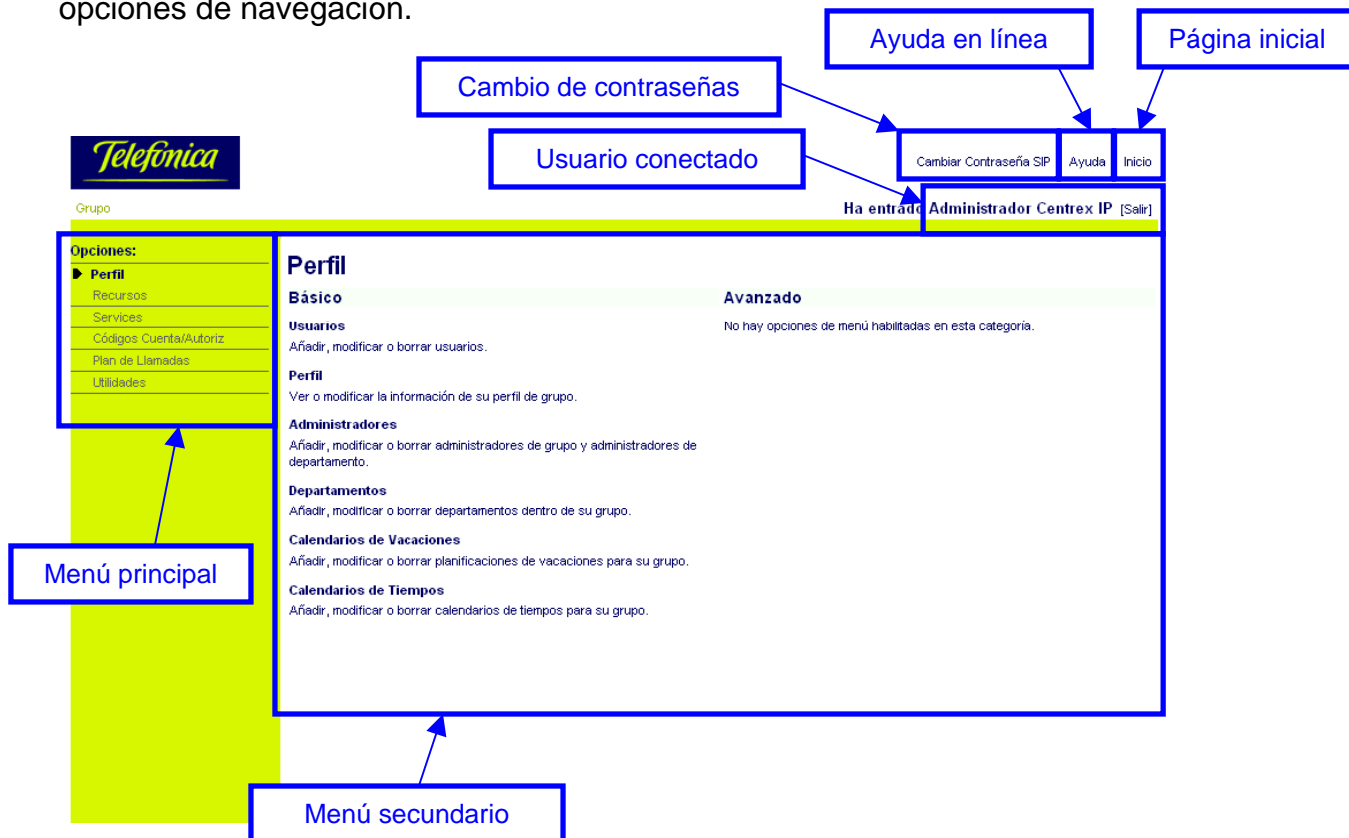 opciones de navegación.
Ayuda en línea
Página inicial
Cambio de contraseñas
Usuario conectado
Telefónica
Cambiar Contraseña SIP Ayuda Inicio
Grupo
Ha entrado Administrador Centrex IP [Salir]
Opciones:
Perfil
Recursos
Services
Códigos Cuenta/Autoriz
Plan de Llamadas
Utilidades
Perfil
Básico
Usuarios
Añadir, modificar o borrar usuarios.
Perfil
Ver o modificar la información de su perfil de grupo.
Administradores
Añadir, modificar o borrar administradores de grupo y administradores de
departamento.
Departamentos
Añadir, modificar o borrar departamentos dentro de su grupo.
Calendarios de Vacaciones
Añadir, modificar o borrar planificaciones de vacaciones para su grupo.
Calendarios de Tiempos
Añadir, modificar o borrar calendarios de tiempos para su grupo.
Avanzado
No hay opciones de menú habilitadas en esta categoría.
Menú principal
Menú secundario